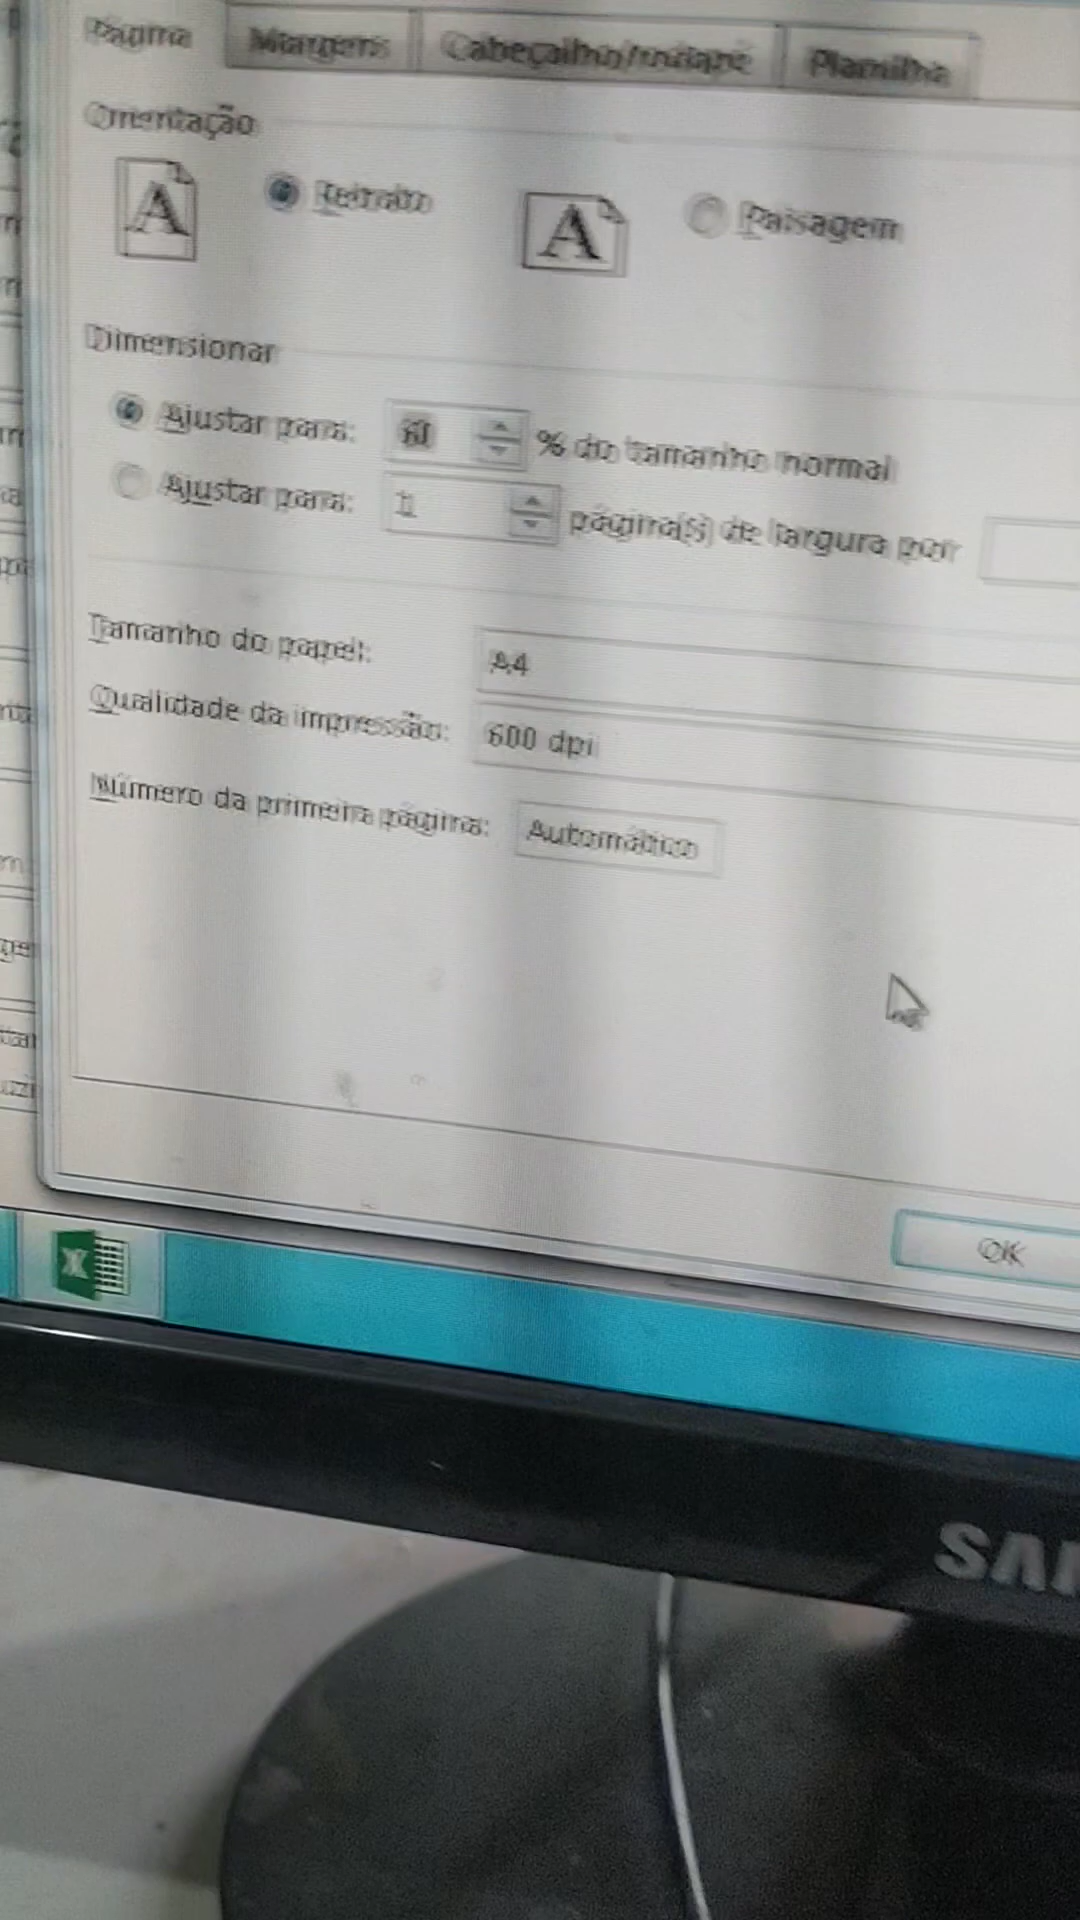 Página Margens Cabeçalho/rodapé Planilha
Orientação
A Retrato A Paisagem
Dimensionar
Ajustar para: % do tamanho normal
Ajustar para: 1 página(s) de largura por
Tamanho do papel: A4
Qualidade da impressão: 600 dpi
Número da primeira página: Automático
OK
X
SAM